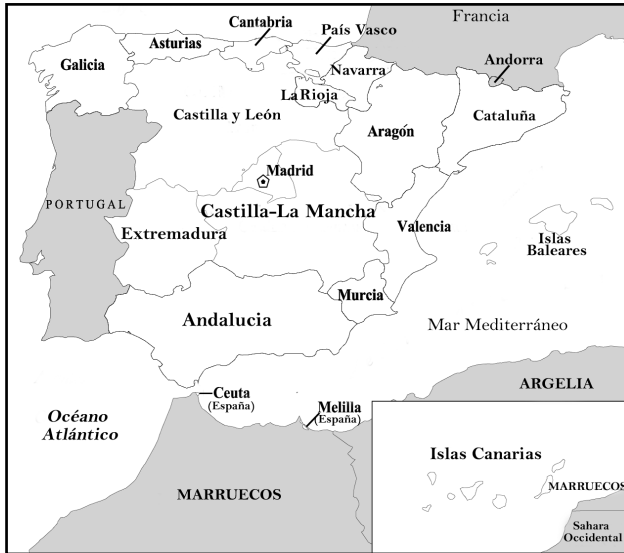 Francia
Cantabria
País Vasco
Asturias
Andorra
Galicia
Navarra
La Rioja
Castilla y León
Cataluña
Aragón
Madrid
PORTUGAL
Castilla-La Mancha
Extremadura
Valencia
Islas
Baleares
Murcia
Andalucia
Mar Mediterráneo
Ceuta
(España)
Melilla
(España)
ARGELIA
Océano
Atlántico
Islas Canarias
MARRUECOS
MARRUECOS
Sahara
Occidental